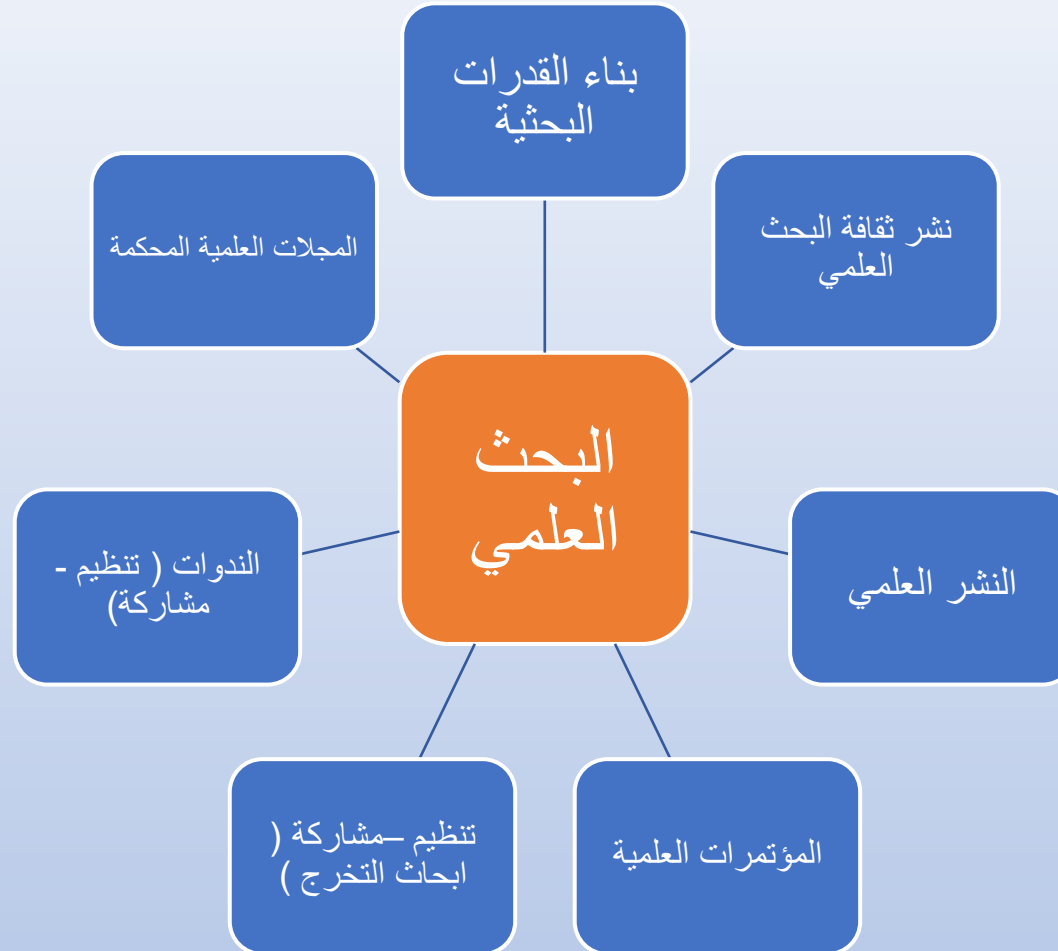 بناء القدرات
البحثية
نشر ثقافة البحث
العلمي
النشر العلمي
المؤتمرات العلمية
تنظيم –مشاركة (
ابحاث التخرج )
الندوات ( تنظيم -
مشاركة)
المجلات العلمية المحكمة
البحث
العلمي